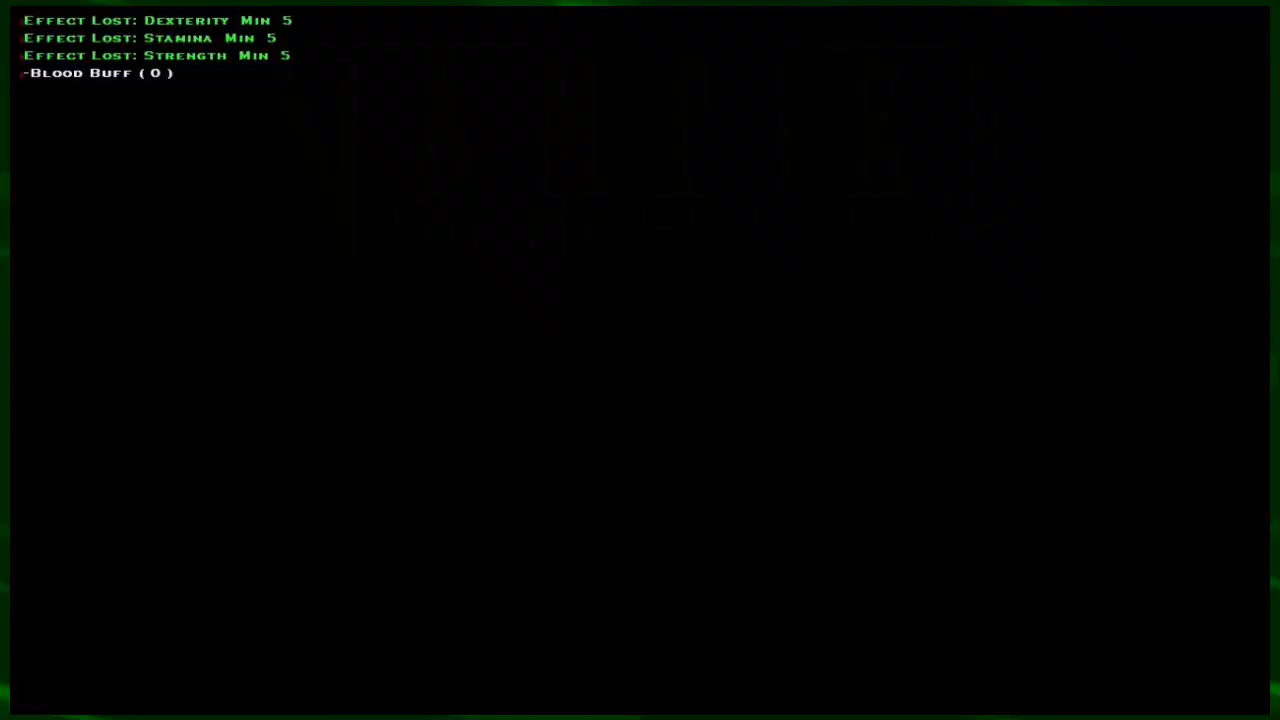 Effect Lost: Dexterity Min 5
Effect Lost: Stamina Min 5
Effect Lost: Strength Min 5
-Blood Buff ( 0 )